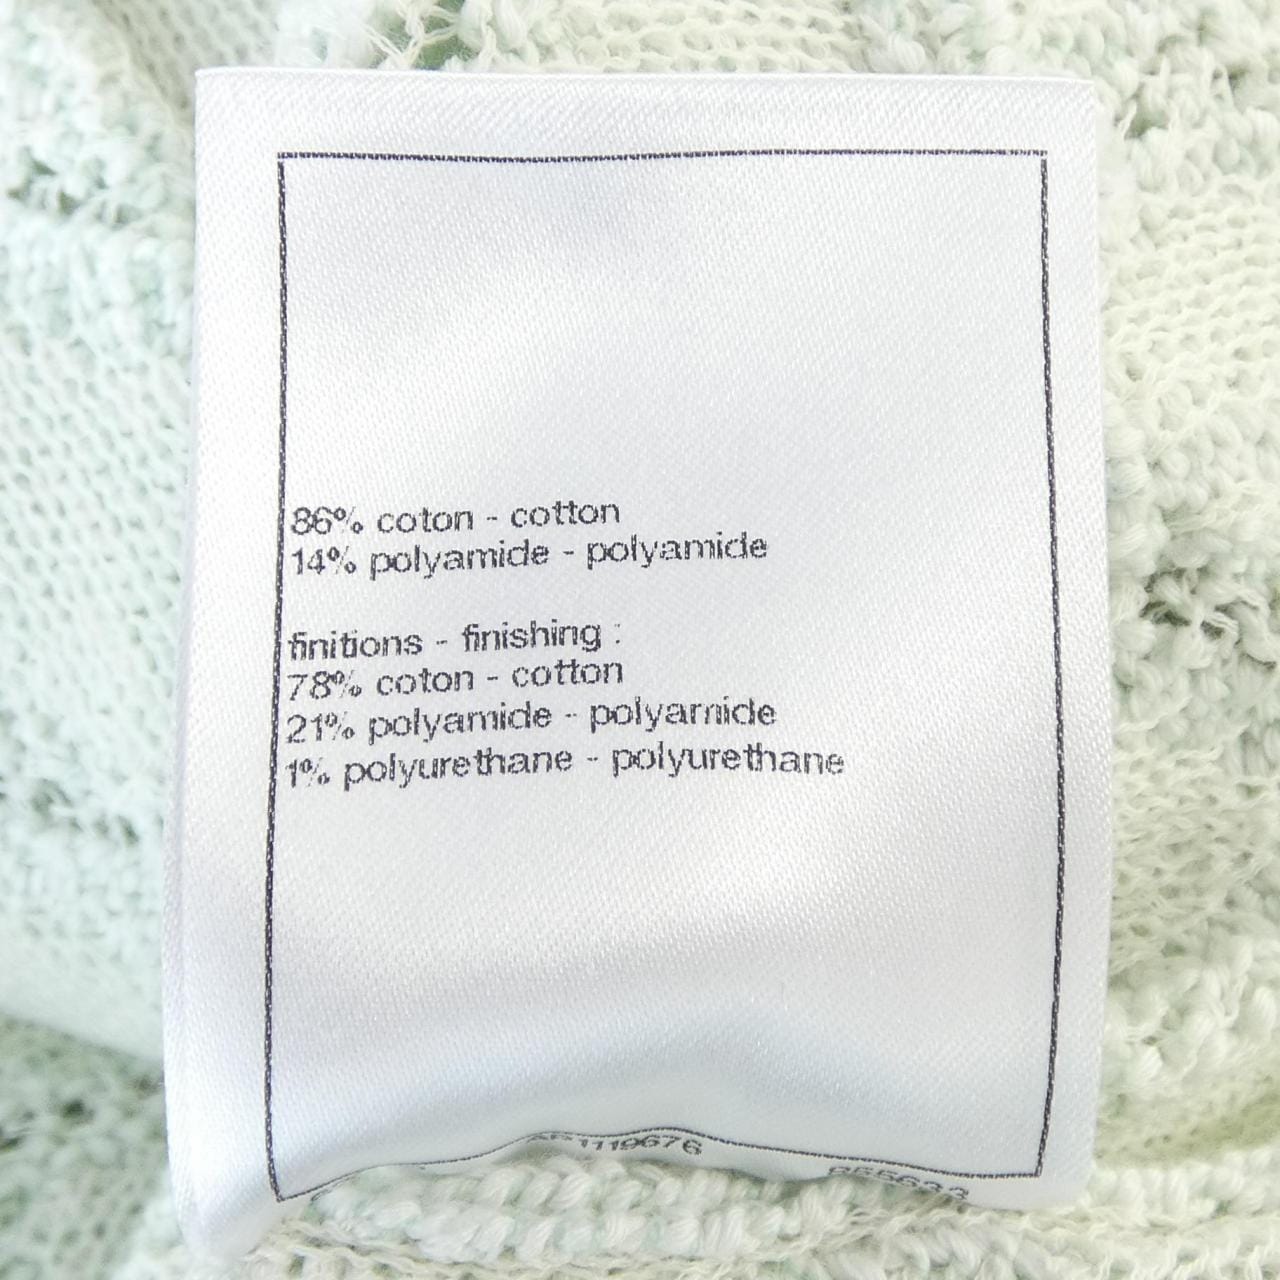 86% coton - cotton
14% polyamide - polyamide
finitions - finishing :
78% coton - cotton
21% polyamide - polyamide
1% polyurethane - polyurethane